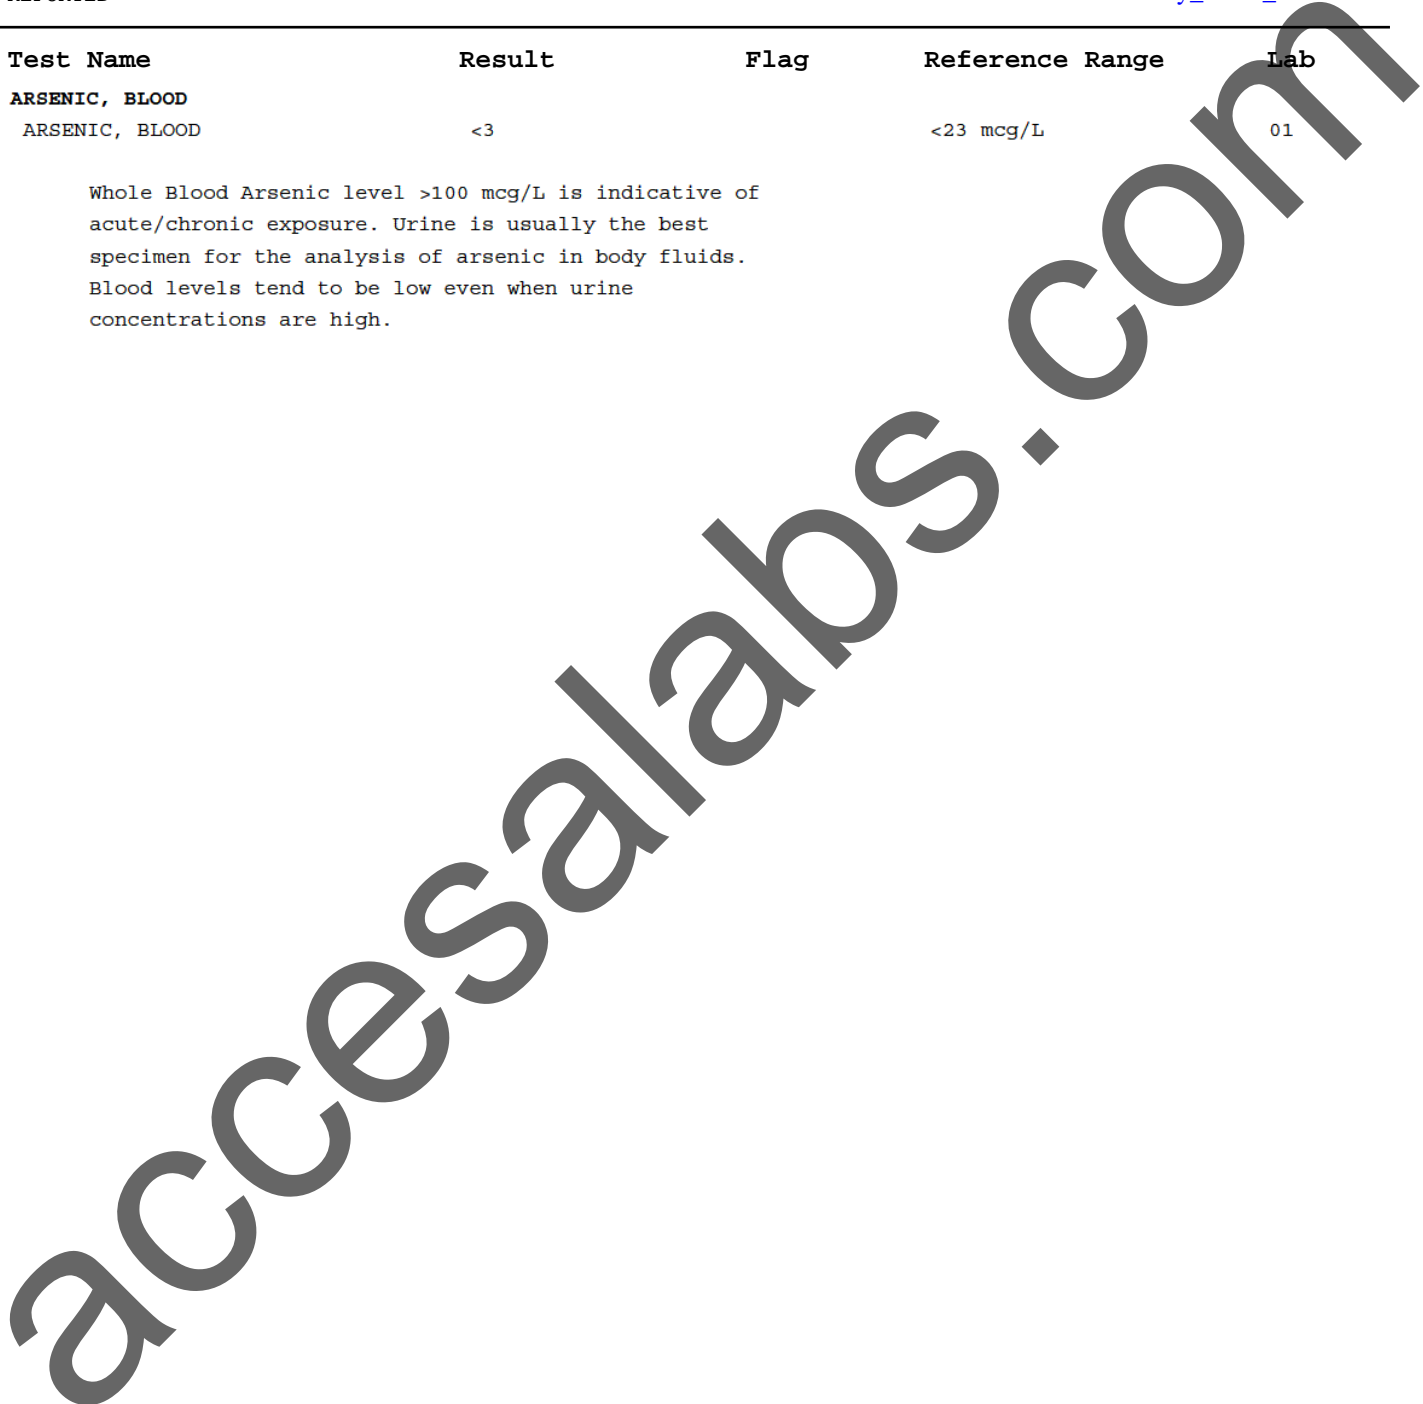 Test Name Result Flag Reference Range Lab
ARSENIC, BLOOD
ARSENIC, BLOOD <3 <23 mcg/L 01
Whole Blood Arsenic level >100 mcg/L is indicative of
acute/chronic exposure. Urine is usually the best
specimen for the analysis of arsenic in body fluids.
Blood levels tend to be low even when urine
concentrations are high.
accesalabs.com